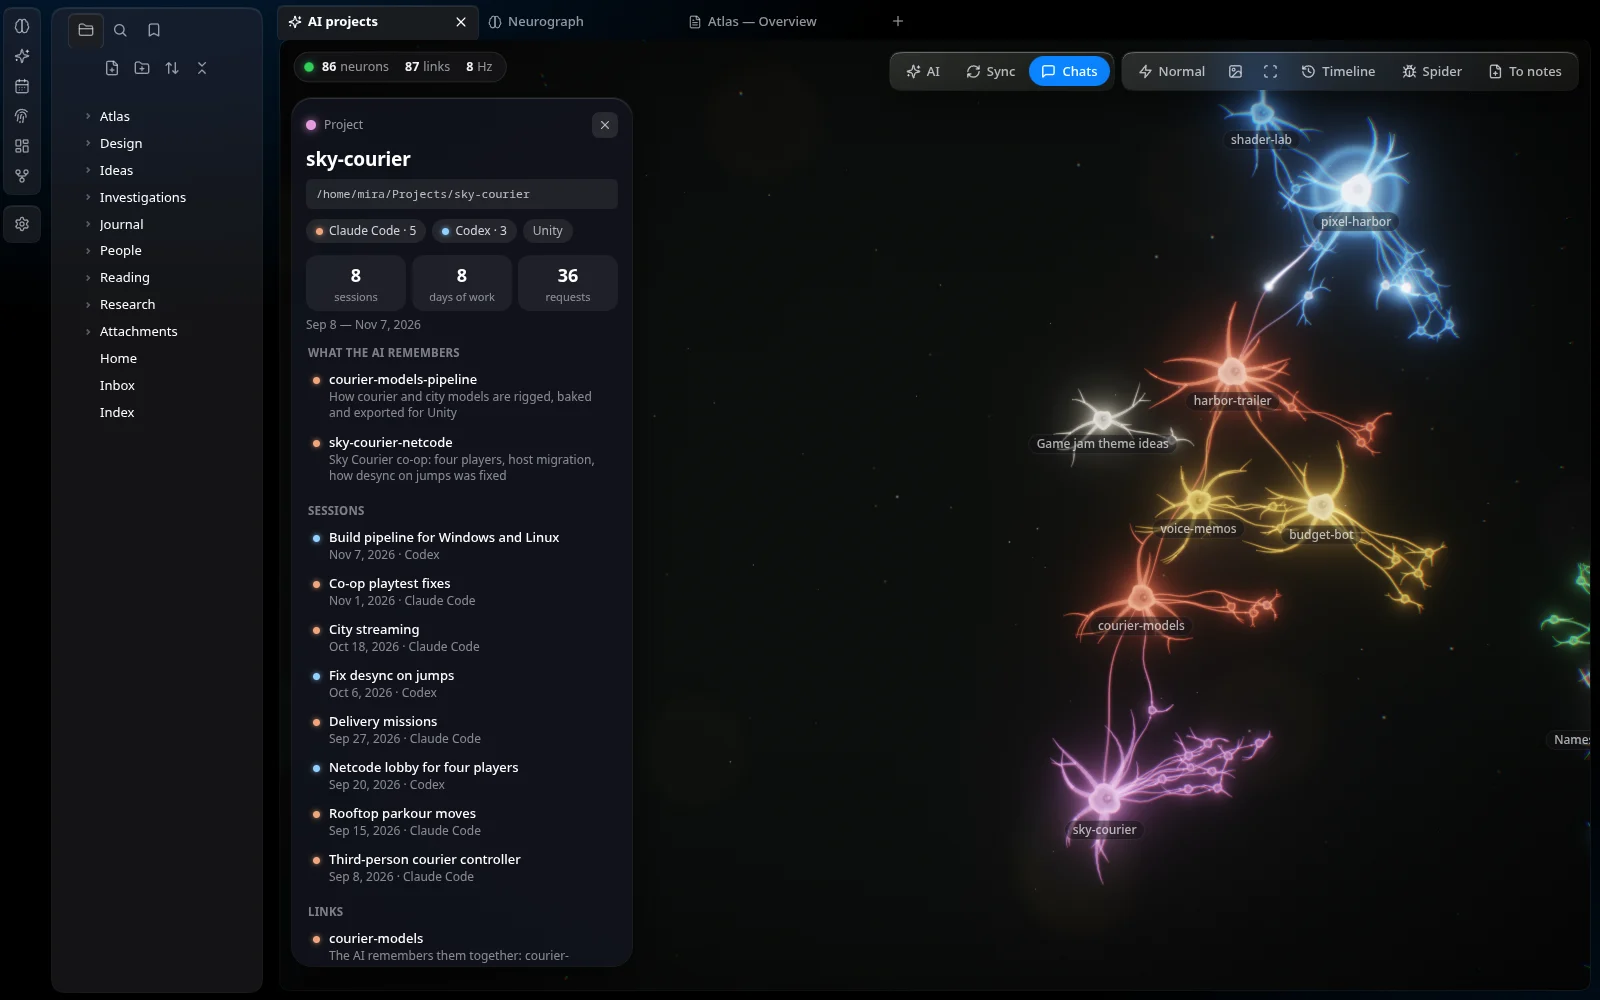 AI projects
Neurograph
Atlas — Overview
86 neurons 87 links 8 Hz
AI
Sync
Chats
Normal
Timeline
Spider
To notes
Atlas
Design
Ideas
Investigations
Journal
People
Reading
Research
Attachments
Home
Inbox
Index
Project
sky-courier
/home/mira/Projects/sky-courier
Claude Code · 5
Codex · 3
Unity
8
sessions
8
days of work
36
requests
Sep 8 — Nov 7, 2026
WHAT THE AI REMEMBERS
courier-models-pipeline
How courier and city models are rigged, baked
and exported for Unity
sky-courier-netcode
Sky Courier co-op: four players, host migration,
how desync on jumps was fixed
SESSIONS
Build pipeline for Windows and Linux
Nov 7, 2026 · Codex
Co-op playtest fixes
Nov 1, 2026 · Claude Code
City streaming
Oct 18, 2026 · Claude Code
Fix desync on jumps
Oct 6, 2026 · Codex
Delivery missions
Sep 27, 2026 · Claude Code
Netcode lobby for four players
Sep 20, 2026 · Codex
Rooftop parkour moves
Sep 15, 2026 · Claude Code
Third-person courier controller
Sep 8, 2026 · Claude Code
LINKS
courier-models
The AI remembers them together: courier-
shader-lab
pixel-harbor
harbor-trailer
Game jam theme ideas
voice-memos
budget-bot
courier-models
sky-courier
Names